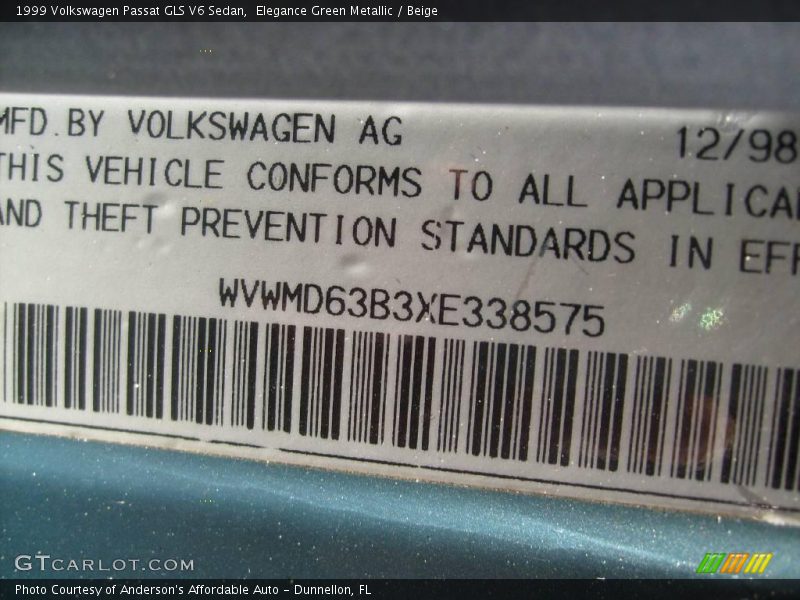 1999 Volkswagen Passat GLS V6 Sedan,  Elegance Green Metallic / Beige
MFD.BY VOLKSWAGEN AG 12/98
THIS VEHICLE CONFORMS TO ALL APPLICA
AND THEFT PREVENTION STANDARDS IN EFF
WVWMD63B3XE338575
GTCARLOT.COM
Photo Courtesy of Anderson's Affordable Auto - Dunnellon, FL